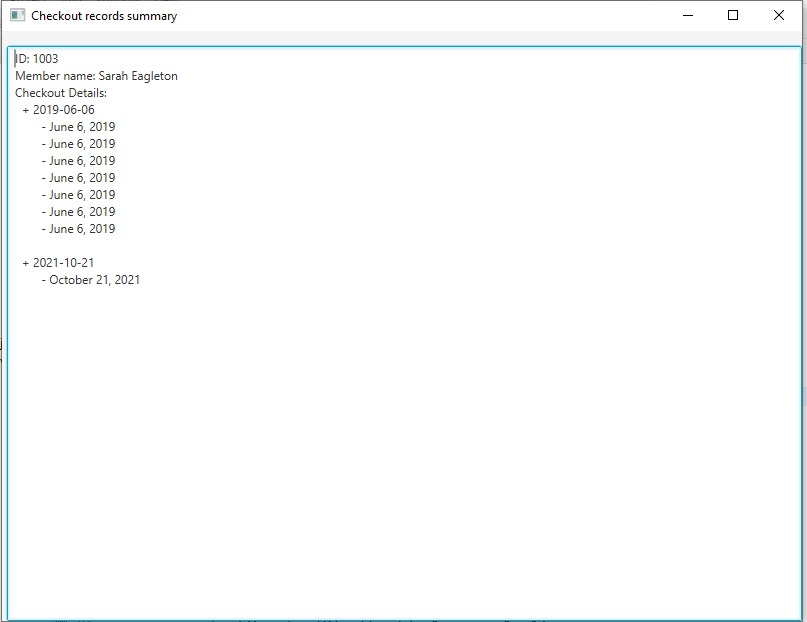 Checkout records summary
ID: 1003
Member name: Sarah Eagleton
Checkout Details:
+ 2019-06-06
- June 6, 2019
- June 6, 2019
- June 6, 2019
- June 6, 2019
- June 6, 2019
- June 6, 2019
- June 6, 2019
+ 2021-10-21
- October 21, 2021